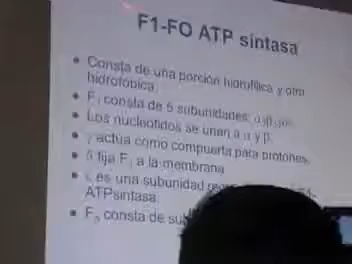 F1-FO ATP sintasa
• Consta de una porción hidrofílica y otra
hidrofóbica.
• F₁ consta de 5 subunidades:
• Los nucleótidos se unen a α y β.
• γ actúa como compuerta para protones.
• δ fija F₁ a la membrana
• ε es una subunidad
ATPsintasa.
• F₀ consta de